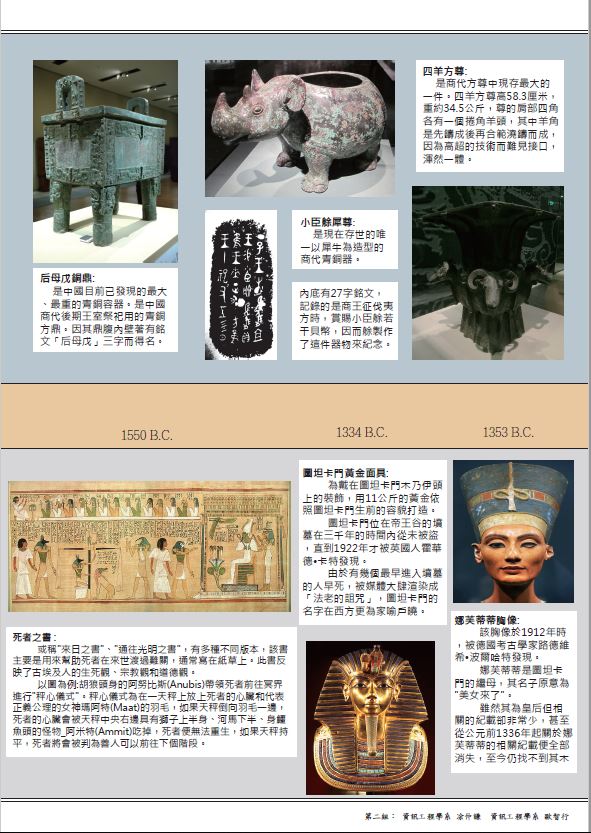 四羊方尊:
是商代方尊中現存最大的
一件。四羊方尊高58.3厘米，
重約34.5公斤，尊的肩部四角
各有一個捲角羊頭，其中羊角
是先鑄成後再合範澆鑄而成，
因為高超的技術而難見接口，
渾然一體。
小臣艅犀尊:
是現在存世的唯
一以犀牛為造型的
商代青銅器。
內底有27字銘文，
記錄的是商王征伐夷
方時，賞賜小臣艅若
干貝幣，因而艅製作
了這件器物來紀念。
后母戊銅鼎:
是中國目前已發現的最大
、最重的青銅容器。是中國
商代後期王室祭祀用的青銅
方鼎。因其鼎腹內壁著有銘
文「后母戊」三字而得名。
1550 B.C.
1334 B.C.
1353 B.C.
圖坦卡門黃金面具:
為戴在圖坦卡門木乃伊頭
上的裝飾，用11公斤的黃金依
照圖坦卡門生前的容貌打造。
圖坦卡門位在帝王谷的墳
墓在三千年的時間內從未被盜
，直到1922年才被英國人霍華
德•卡特發現。
由於有幾個最早進入墳墓
的人早死，被媒體大肆渲染成
「法老的詛咒」，圖坦卡門的
名字在西方更為家喻戶曉。
死者之書:
或稱"來日之書"、"通往光明之書"，有多種不同版本，該書
主要是用來幫助死者在來世渡過難關，通常寫在紙草上。此書反
映了古埃及人的生死觀、宗教觀和道德觀。
以圖為例:胡狼頭身的阿努比斯(Anubis)帶領死者前往冥界
進行"秤心儀式"。秤心儀式為在一天秤上放上死者的心臟和代表
正義公理的女神瑪阿特(Maat)的羽毛，如果天秤倒向羽毛一邊，
死者的心臟會被天秤中央右邊具有獅子上半身、河馬下半、身鱷
魚頭的怪物_阿米特(Ammit)吃掉，死者便無法重生，如果天秤持
平，死者將會被判為善人可以前往下個階段。
娜芙蒂蒂胸像:
該胸像於1912年時
，被德國考古學家路德維
希•波爾哈特發現。
娜芙蒂蒂是圖坦卡
門的繼母，其名子原意為
"美女來了"。
雖然其為皇后但相
關的紀載卻非常少，甚至
從公元前1336年起關於娜
芙蒂蒂的相關紀載便全部
消失，至今仍找不到其木
第二組： 資訊工程學系 涂仲謙 資訊工程學系 歐智行